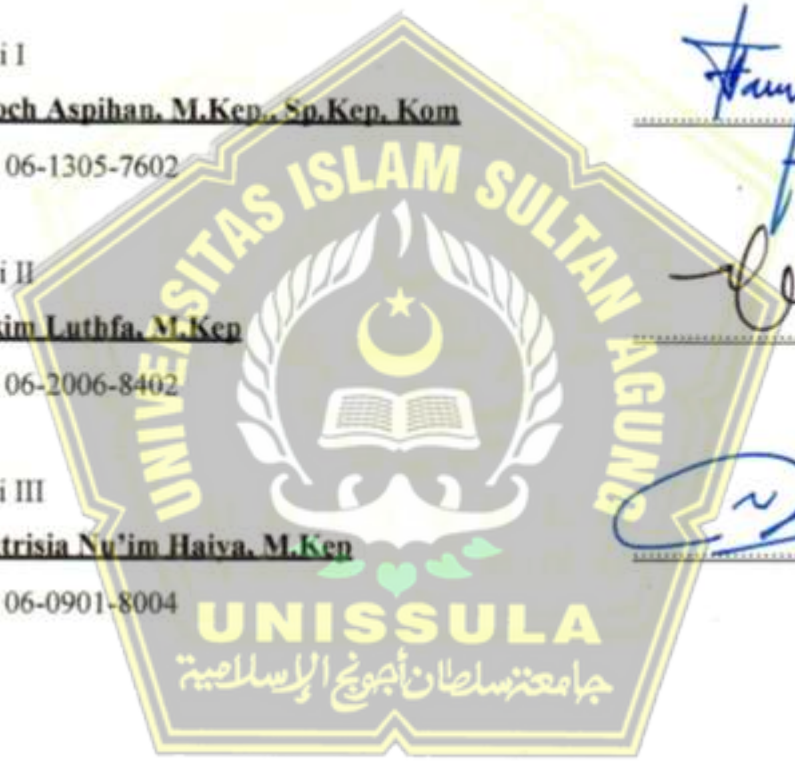 i I
och Aspihan, M.Kep., Sp.Kep, Kom
06-1305-7602
i II
kim Luthfa, M.Kep
06-2006-8402
i III
trisia Nu'im Haiya, M.Kep
06-0901-8004
UNIVERSITAS ISLAM SULTAN AGUNG
UNISSULA
جامعة سلطان أجونج الإسلامية